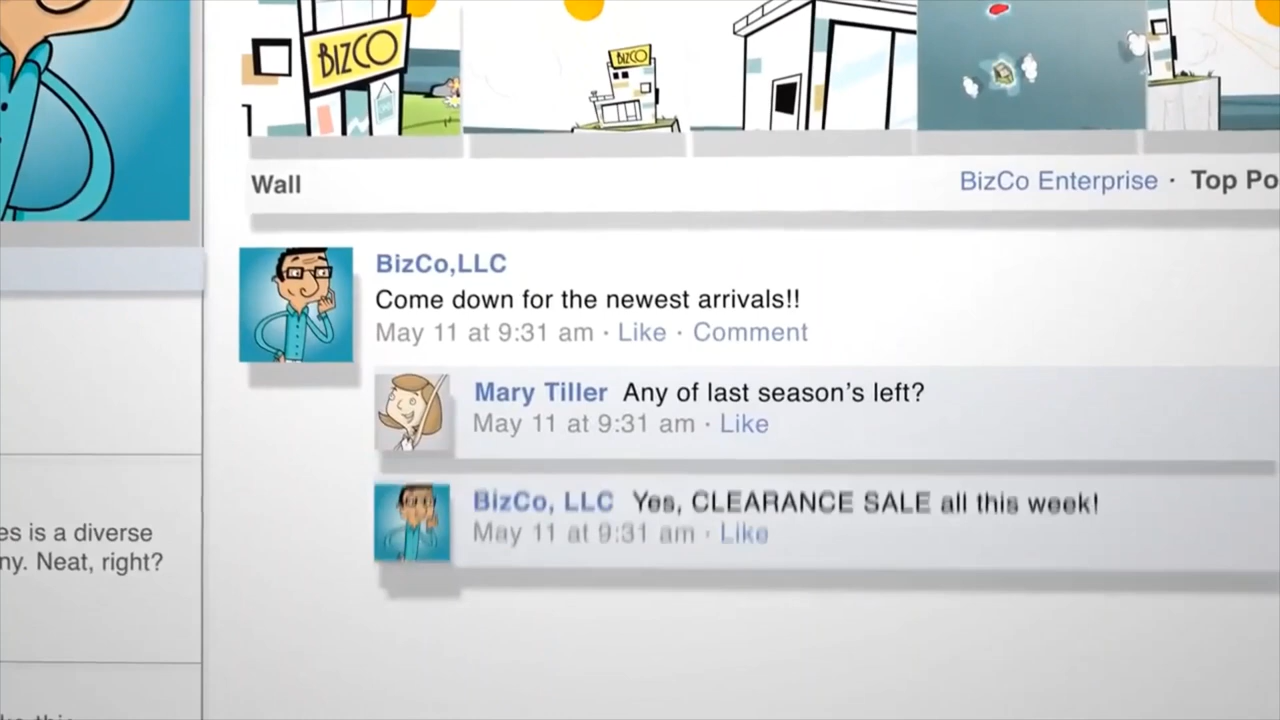 BIZCO
BIZCO
Wall
BizCo Enterprise · Top Po
BizCo,LLC
Come down for the newest arrivals!!
May 11 at 9:31 am · Like · Comment
Mary Tiller Any of last season's left?
May 11 at 9:31 am · Like
BizCo, LLC Yes, CLEARANCE SALE all this week!
May 11 at 9:31 am · Like
es is a diverse
ny. Neat, right?